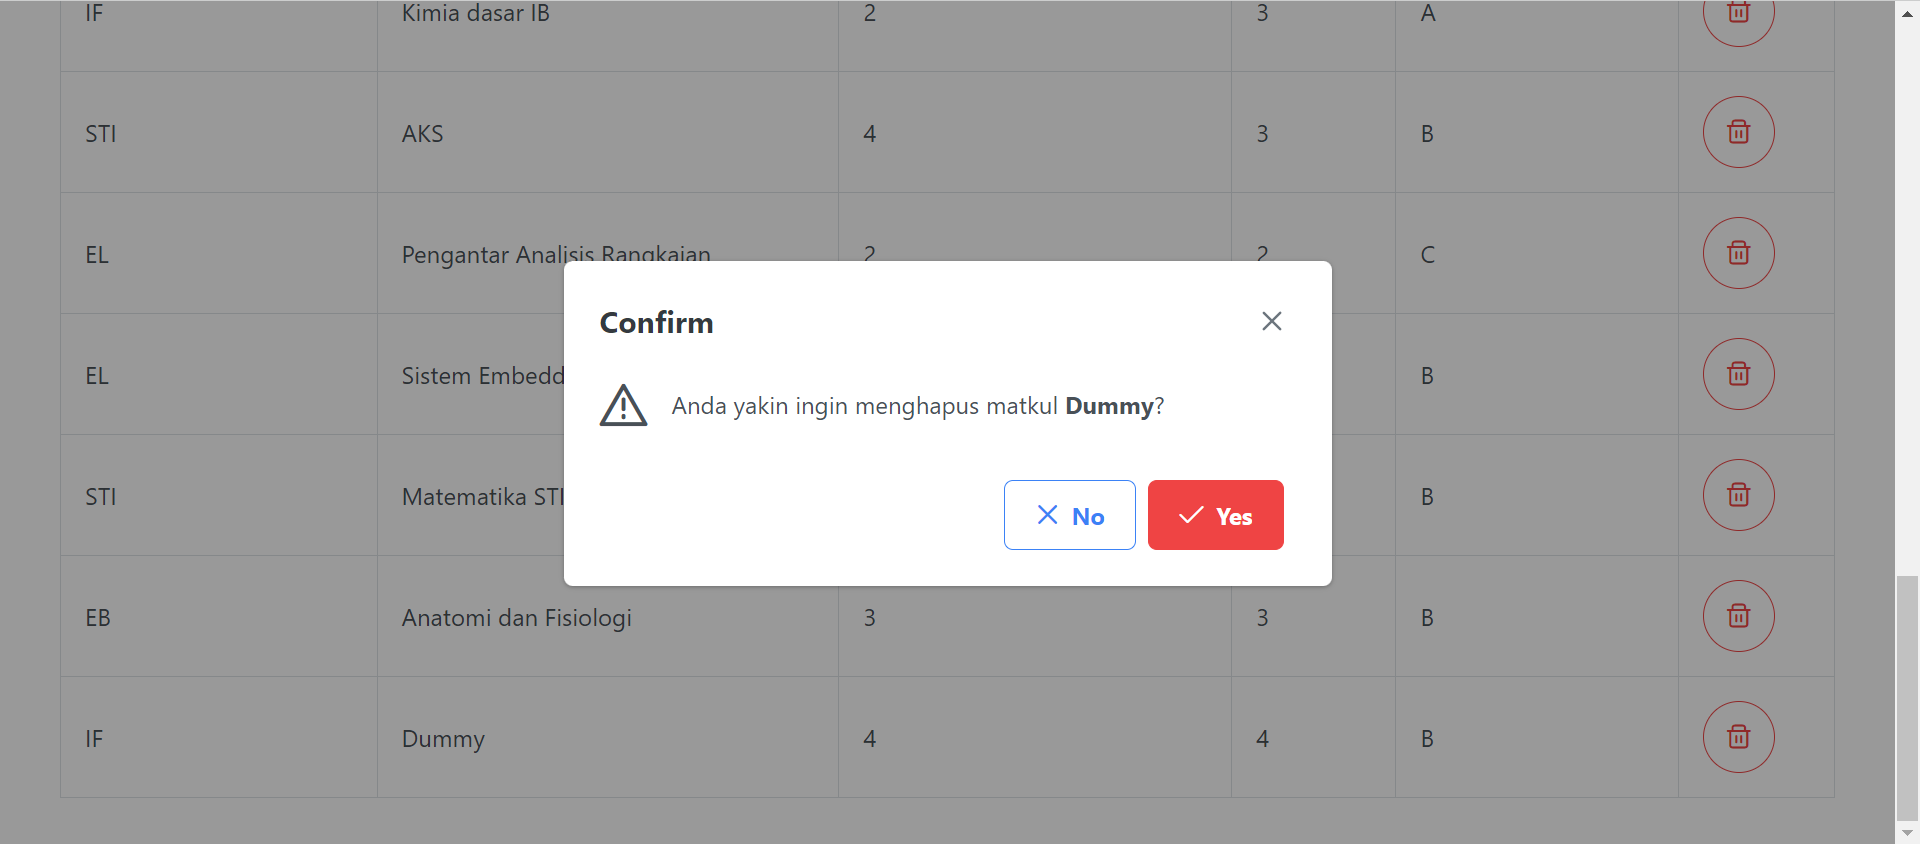 IF Kimia dasar IB 2 3 A
STI AKS 4 3 B
EL Pengantar Analisis Rangkaian 2 2 C
Confirm
EL Sistem Embedd B
Anda yakin ingin menghapus matkul Dummy?
STI Matematika STI B
No Yes
EB Anatomi dan Fisiologi 3 3 B
IF Dummy 4 4 B